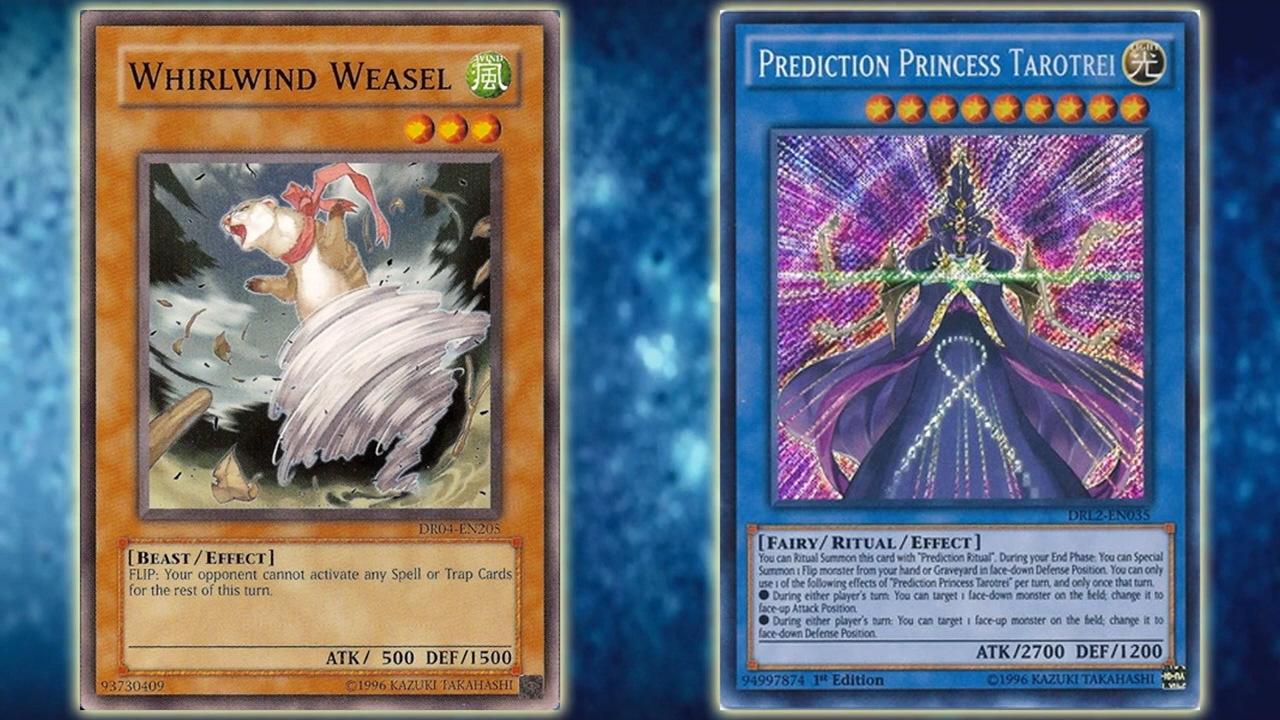 WHIRLWIND WEASEL
WIND
風
DR04-EN205
[BEAST/EFFECT]
FLIP: Your opponent cannot activate any Spell or Trap Cards
for the rest of this turn.
ATK/ 500 DEF/1500
93730409
©1996 KAZUKI TAKAHASHI
PREDICTION PRINCESS TAROTREI
LIGHT
光
DRL2-EN035
[FAIRY/RITUAL/EFFECT]
You can Ritual Summon this card with "Prediction Ritual". During your End Phase: You can Special
Summon 1 Flip monster from your hand or Graveyard in face-down Defense Position. You can only
use 1 of the following effects of "Prediction Princess Tarotrei" per turn, and only once that turn.
● During either player's turn: You can target 1 face-down monster on the field; change it to
face-up Attack Position.
● During either player's turn: You can target 1 face-up monster on the field; change it to
face-down Defense Position.
ATK/2700 DEF/1200
94997874 1st Edition
©1996 KAZUKI TAKAHASHI